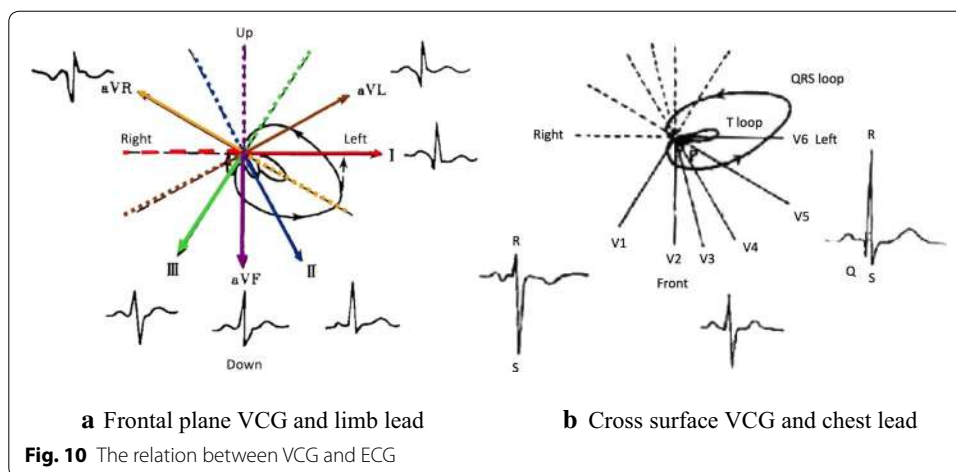 Up
aVR
aVL
Right
Left
I
III
aVF
II
Down
a Frontal plane VCG and limb lead
QRS loop
T loop
P
Right
V6 Left
V5
V1
V2
V3
V4
Front
R
S
R
Q
S
b Cross surface VCG and chest lead
Fig. 10 The relation between VCG and ECG